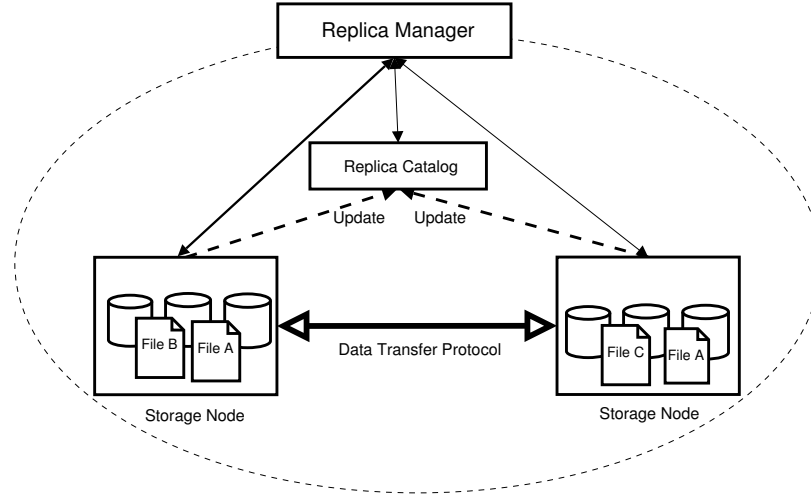 Replica Manager
Replica Catalog
Update
Update
File B
File A
File C
File A
Data Transfer Protocol
Storage Node
Storage Node